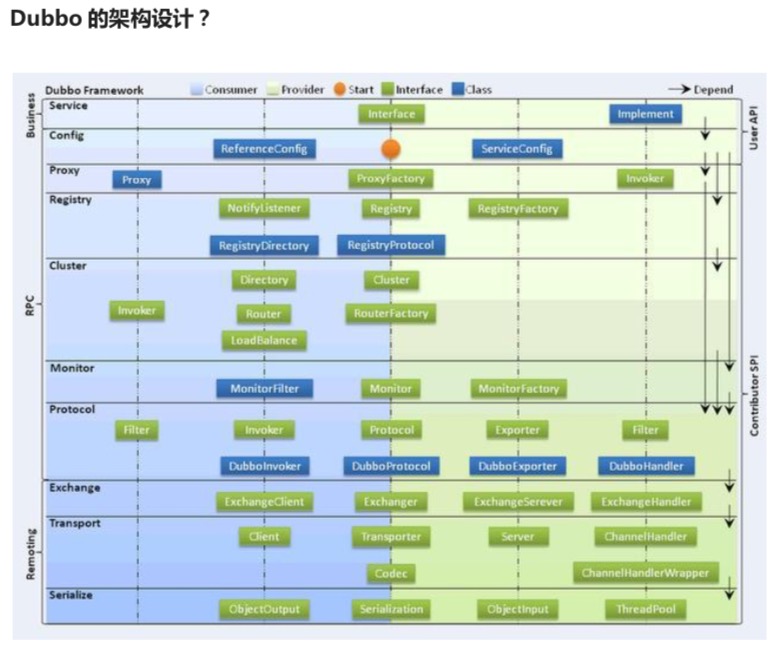 Dubbo 的架构设计？
Dubbo Framework Consumer Provider Start Interface Class Depend
Business
Service Interface Implement
User API
Config ReferenceConfig ServiceConfig
Proxy Proxy ProxyFactory Invoker
RPC
Registry NotifyListener Registry RegistryFactory
RegistryDirectory RegistryProtocol
Cluster Directory Cluster
Invoker Router RouterFactory
LoadBalance
Contributor SPI
Monitor MonitorFilter Monitor MonitorFactory
Protocol Filter Invoker Protocol Exporter Filter
DubboInvoker DubboProtocol DubboExporter DubboHandler
Remoting
Exchange ExchangeClient Exchanger ExchangeSerever ExchangeHandler
Transport Client Transporter Server ChannelHandler
Codec ChannelHandlerWrapper
Serialize ObjectOutput Serialization ObjectInput ThreadPool